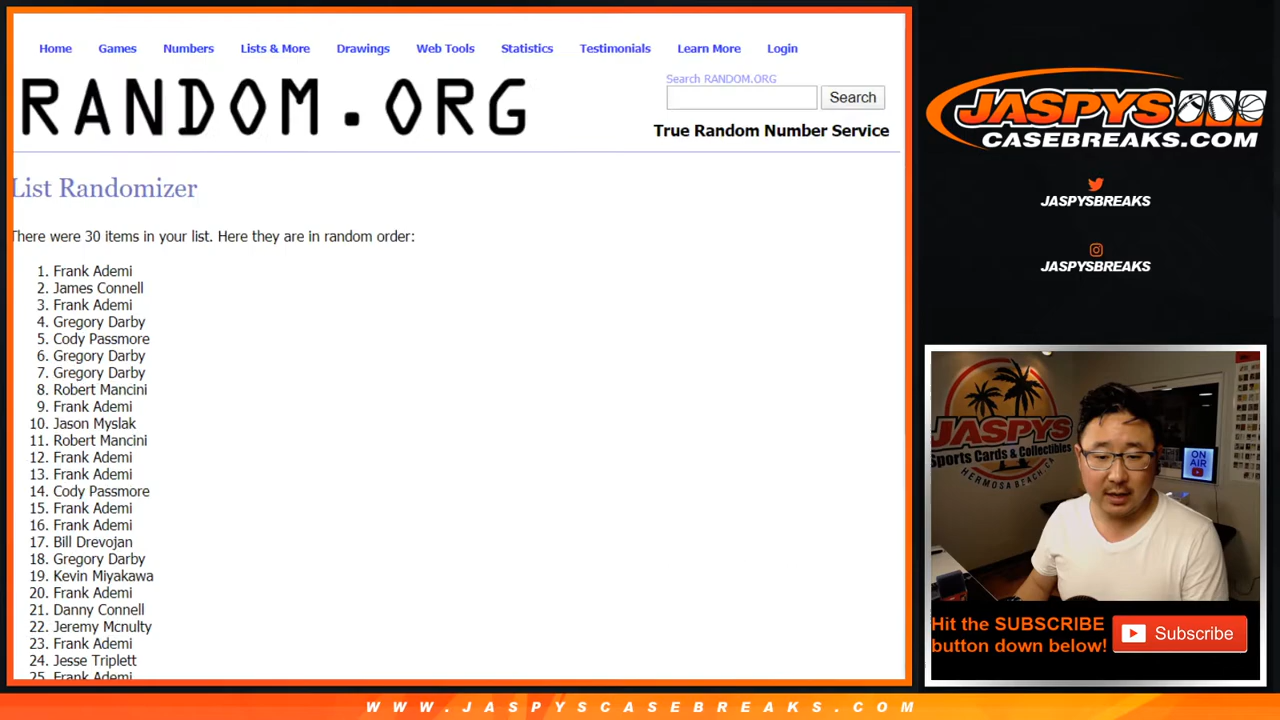 Home Games Numbers Lists & More Drawings Web Tools Statistics Testimonials Learn More Login
RANDOM.ORG
Search RANDOM.ORG
Search
True Random Number Service
List Randomizer
There were 30 items in your list. Here they are in random order:
1. Frank Ademi
2. James Connell
3. Frank Ademi
4. Gregory Darby
5. Cody Passmore
6. Gregory Darby
7. Gregory Darby
8. Robert Mancini
9. Frank Ademi
10. Jason Myslak
11. Robert Mancini
12. Frank Ademi
13. Frank Ademi
14. Cody Passmore
15. Frank Ademi
16. Frank Ademi
17. Bill Drevojan
18. Gregory Darby
19. Kevin Miyakawa
20. Frank Ademi
21. Danny Connell
22. Jeremy Mcnulty
23. Frank Ademi
24. Jesse Triplett
25. Frank Ademi
JASPYS
CASEBREAKS.COM
JASPYSBREAKS
JASPYSBREAKS
JASPYS
Sports Cards & Collectibles
HERMOSA BEACH, CA
ON AIR
Hit the SUBSCRIBE
button down below!
Subscribe
WWW.JASPYSCASEBREAKS.COM